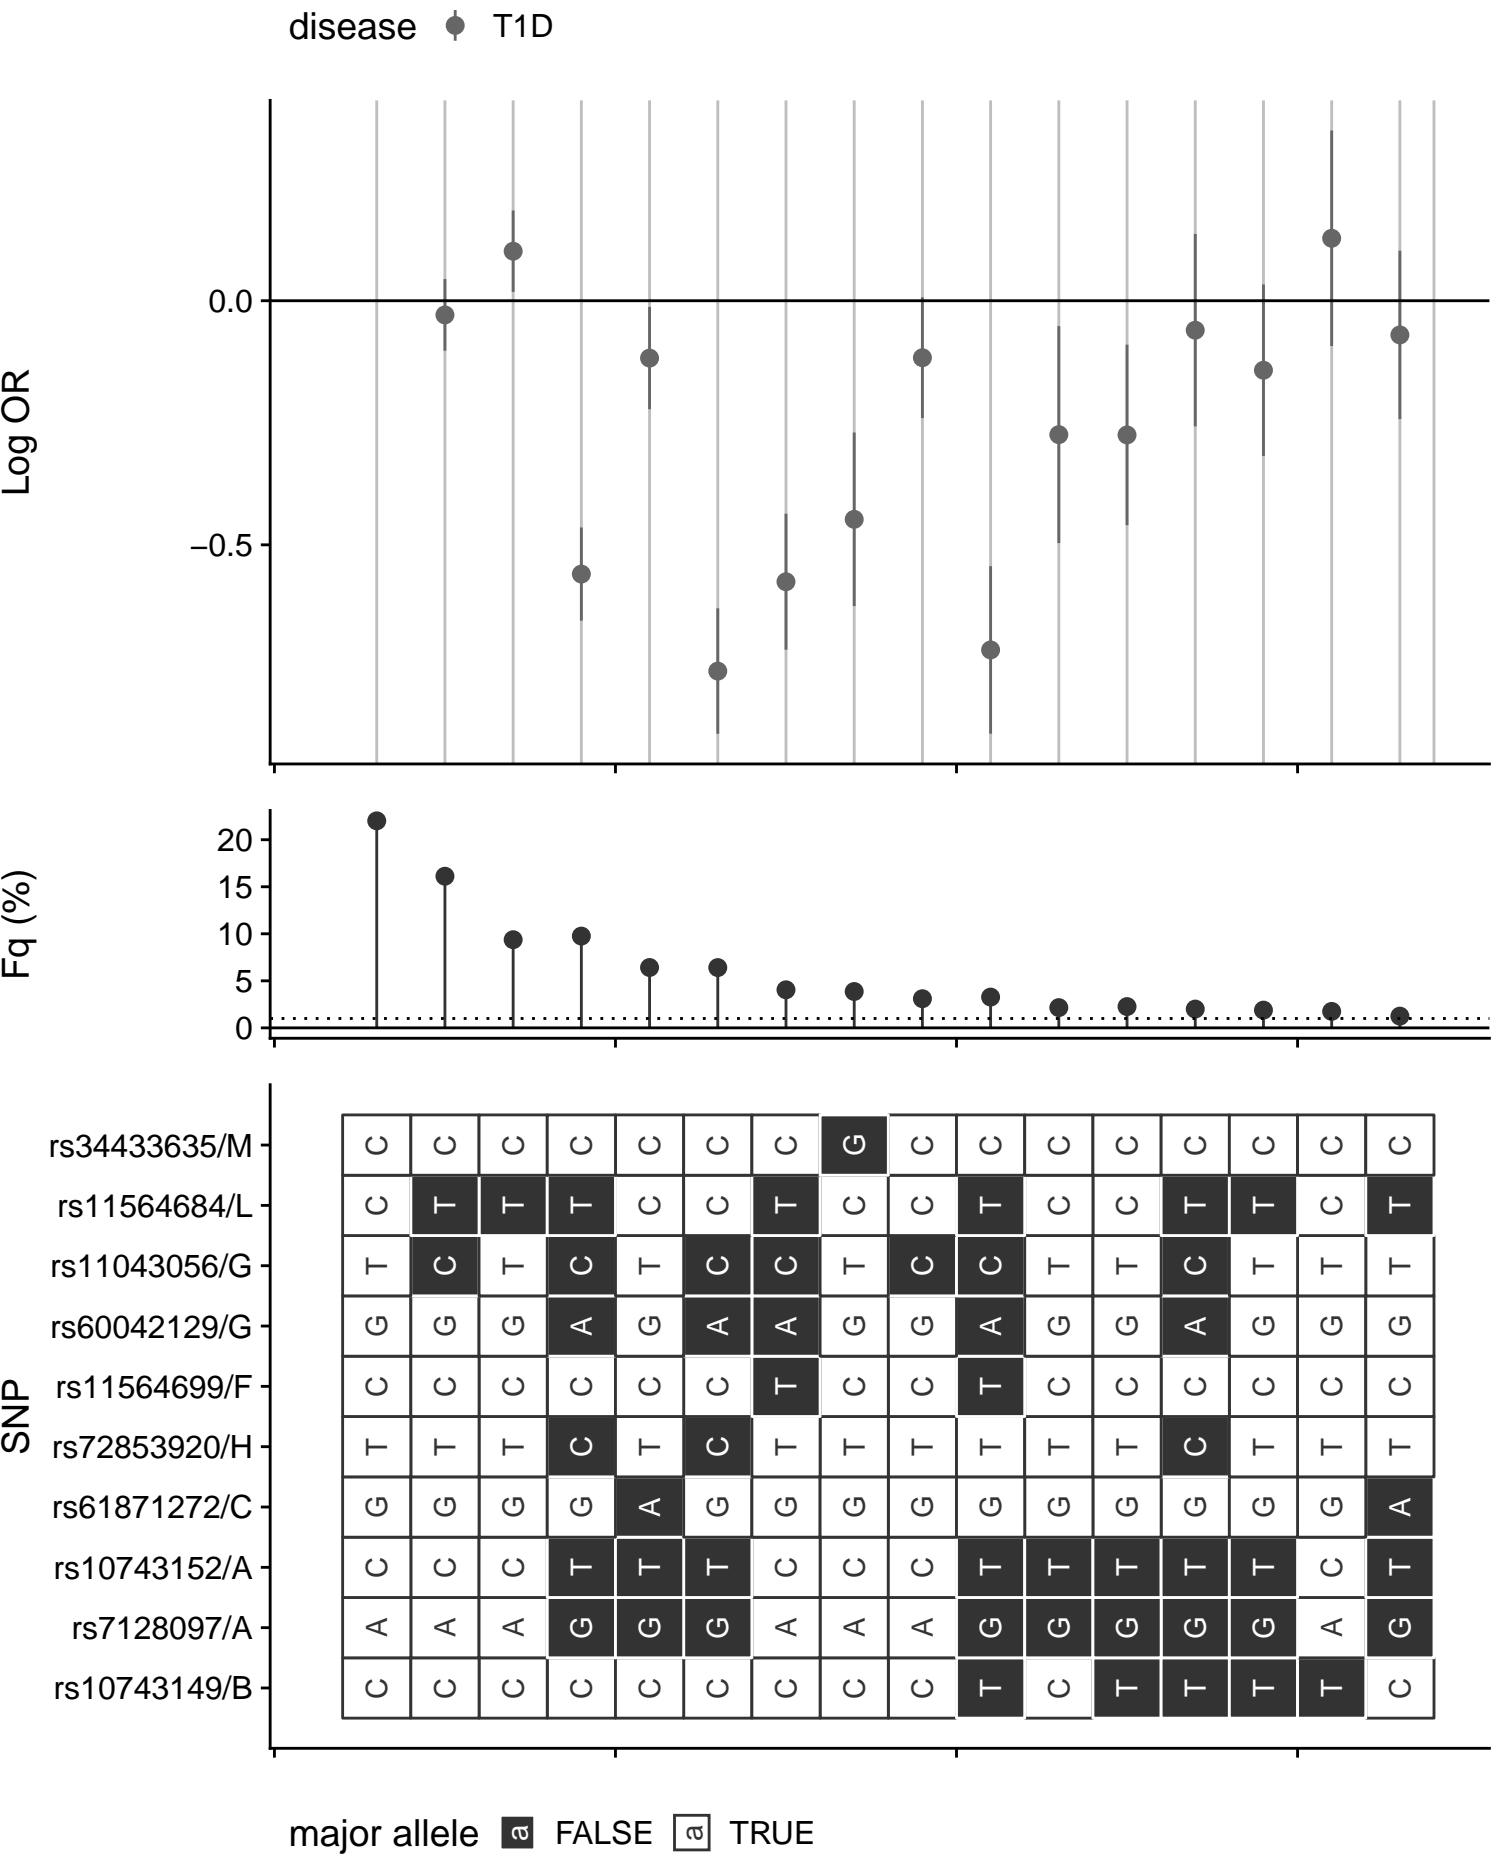 disease T1D
Log OR
0.0
−0.5
Fq (%)
20
15
10
5
0
SNP
rs34433635/M C C C C C C C G C C C C C C C C
rs11564684/L C T T T C C T C C T C C T T C T
rs11043056/G T C T C T C C T C C T T C T T T
rs60042129/G G G G A G A A G G A G G A G G G
rs11564699/F C C C C C C T C C T C C C C C C
rs72853920/H T T T C T C T T T T T T C T T T
rs61871272/C G G G G A G G G G G G G G G G A
rs10743152/A C C C T T T C C C T T T T T C T
rs7128097/A A A A G G G A A A G G G G G A G
rs10743149/B C C C C C C C C C T C T T T T C
major allele a FALSE a TRUE